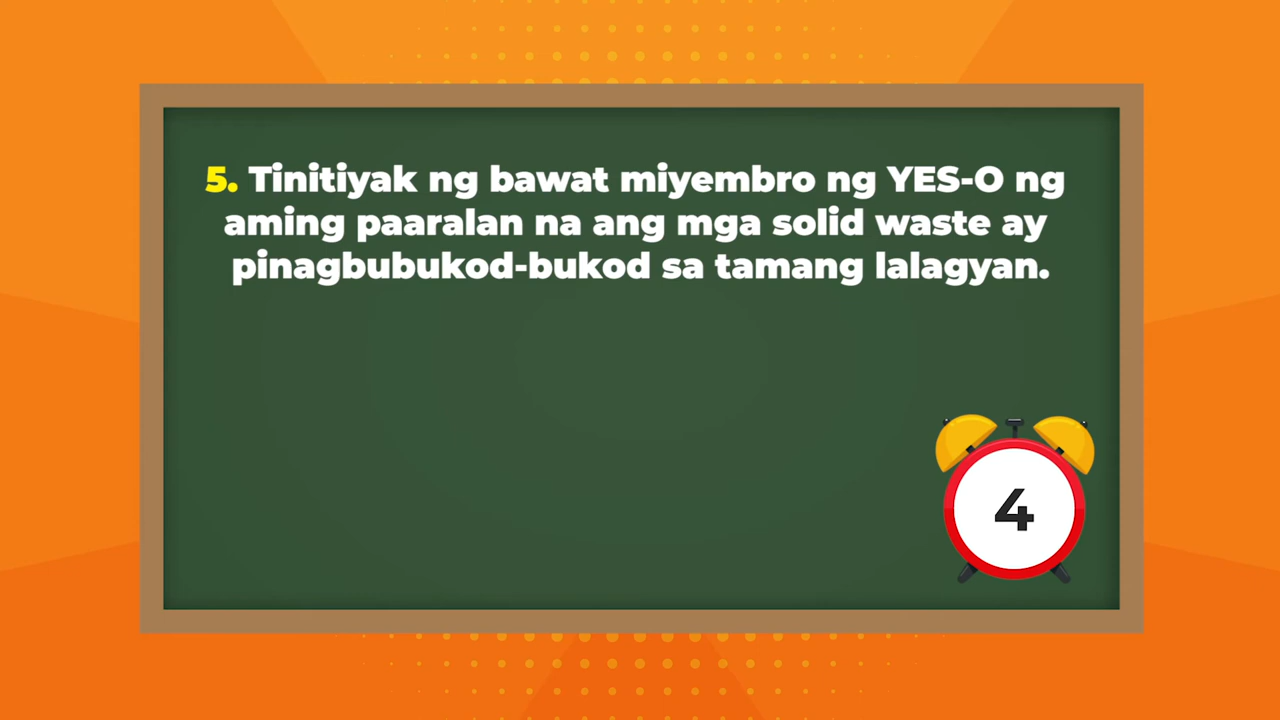 5. Tinitiyak ng bawat miyembro ng YES-O ng
aming paaralan na ang mga solid waste ay
pinagbubukod-bukod sa tamang lalagyan.
4